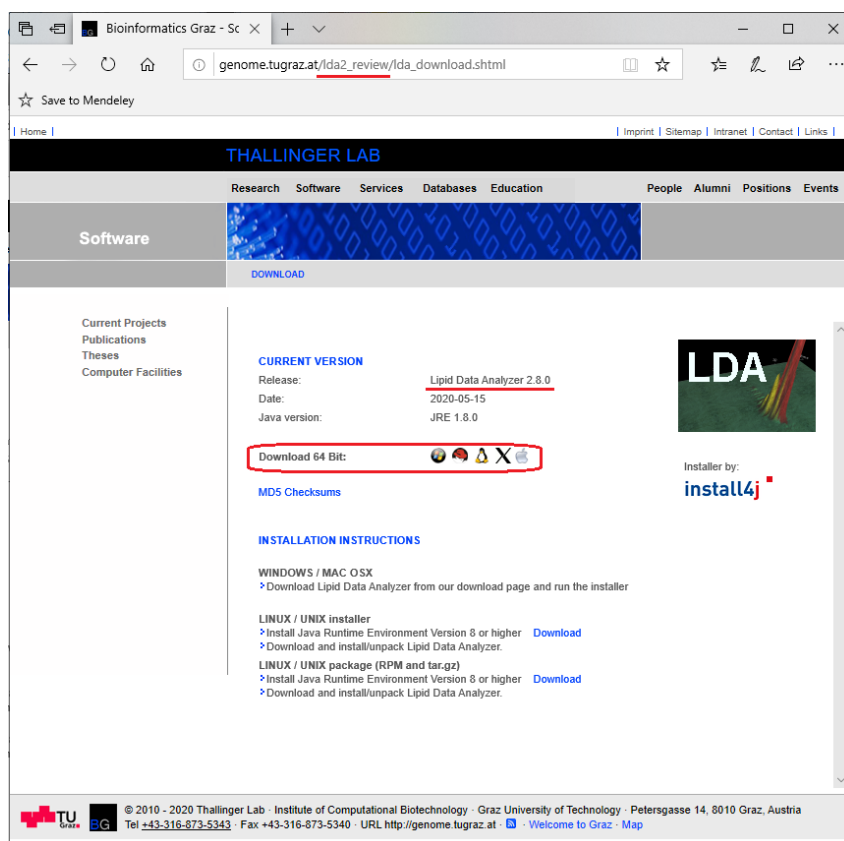 Bioinformatics Graz - Sc
genome.tugraz.at/lda2_review/lda_download.shtml
Save to Mendeley
| Home |
| Imprint | Sitemap | Intranet | Contact | Links |
THALLINGER LAB
Research Software Services Databases Education People Alumni Positions Events
Software
DOWNLOAD
Current Projects
Publications
Theses
Computer Facilities
CURRENT VERSION
Release: Lipid Data Analyzer 2.8.0
Date: 2020-05-15
Java version: JRE 1.8.0
Download 64 Bit:
MD5 Checksums
LDA
Installer by:
install4j
INSTALLATION INSTRUCTIONS
WINDOWS / MAC OSX
Download Lipid Data Analyzer from our download page and run the installer
LINUX / UNIX installer
Install Java Runtime Environment Version 8 or higher Download
Download and install/unpack Lipid Data Analyzer.
LINUX / UNIX package (RPM and tar.gz)
Install Java Runtime Environment Version 8 or higher Download
Download and install/unpack Lipid Data Analyzer.
TU Graz BG
© 2010 - 2020 Thallinger Lab · Institute of Computational Biotechnology · Graz University of Technology · Petersgasse 14, 8010 Graz, Austria
Tel +43-316-873-5343 · Fax +43-316-873-5340 · URL http://genome.tugraz.at · · Welcome to Graz · Map